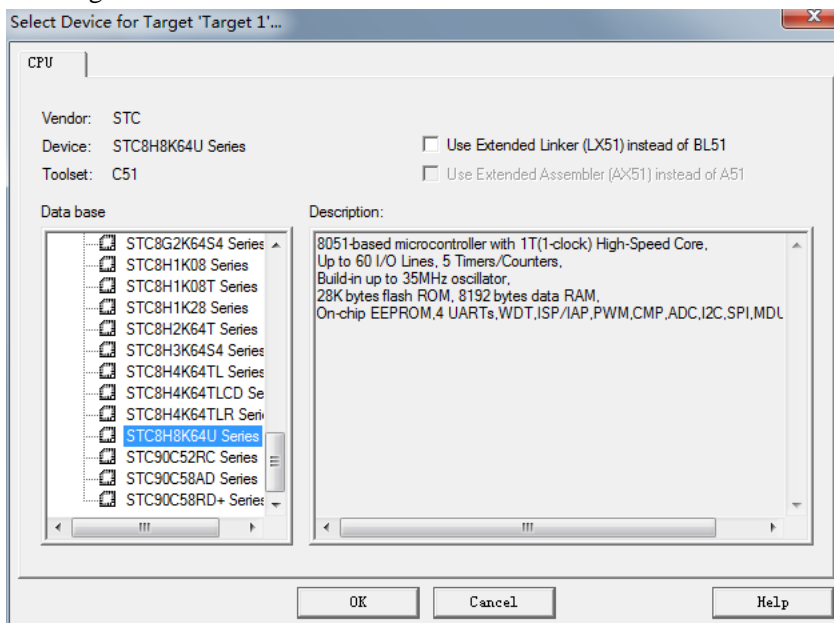 Select Device for Target 'Target 1'...
CPU
Vendor: STC
Device: STC8H8K64U Series
Toolset: C51
Use Extended Linker (LX51) instead of BL51
Use Extended Assembler (AX51) instead of A51
Data base
STC8G2K64S4 Series
STC8H1K08 Series
STC8H1K08T Series
STC8H1K28 Series
STC8H2K64T Series
STC8H3K64S4 Series
STC8H4K64TL Series
STC8H4K64TLCD Se
STC8H4K64TLR Seri
STC8H8K64U Series
STC90C52RC Series
STC90C58AD Series
STC90C58RD+ Series
Description:
8051-based microcontroller with 1T(1-clock) High-Speed Core,
Up to 60 I/O Lines, 5 Timers/Counters,
Build-in up to 35MHz oscillator,
28K bytes flash ROM, 8192 bytes data RAM,
On-chip EEPROM,4 UARTs,WDT,ISP/IAP,PWM,CMP,ADC,I2C,SPI,MDU
OK
Cancel
Help